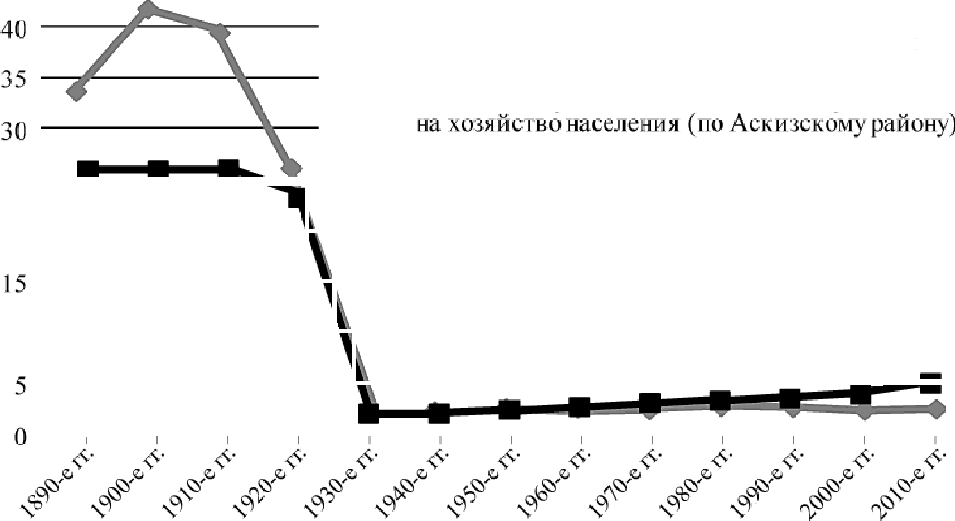 40
35
30
на хозяйство населения (по Аскизскому району)
15
5
0
1890-е гг.
1900-е гг.
1910-е гг.
1920-е гг.
1930-е гг.
1940-е гг.
1950-е гг.
1960-е гг.
1970-е гг.
1980-е гг.
1990-е гг.
2000-е гг.
2010-е гг.